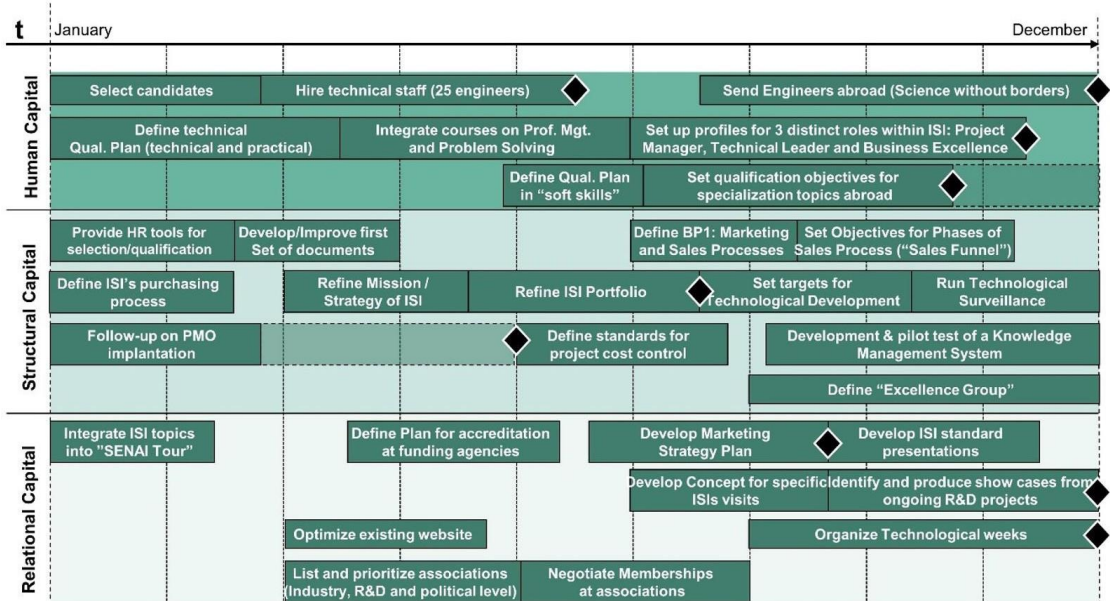 t
January
December
Human Capital
Select candidates
Hire technical staff (25 engineers)
Send Engineers abroad (Science without borders)
Define technical
Qual. Plan (technical and practical)
Integrate courses on Prof. Mgt.
and Problem Solving
Set up profiles for 3 distinct roles within ISI: Project
Manager, Technical Leader and Business Excellence
Define Qual. Plan
in “soft skills”
Set qualification objectives for
specialization topics abroad
Structural Capital
Provide HR tools for
selection/qualification
Develop/Improve first
Set of documents
Define BP1: Marketing
and Sales Processes
Set Objectives for Phases of
Sales Process (“Sales Funnel”)
Define ISI’s purchasing
process
Refine Mission /
Strategy of ISI
Refine ISI Portfolio
Set targets for
Technological Development
Run Technological
Surveillance
Follow-up on PMO
implantation
Define standards for
project cost control
Development & pilot test of a Knowledge
Management System
Define “Excellence Group”
Relational Capital
Integrate ISI topics
into ”SENAI Tour”
Define Plan for accreditation
at funding agencies
Develop Marketing
Strategy Plan
Develop ISI standard
presentations
Develop Concept for specific
ISIs visits
Identify and produce show cases from
ongoing R&D projects
Optimize existing website
Organize Technological weeks
List and prioritize associations
(Industry, R&D and political level)
Negotiate Memberships
at associations